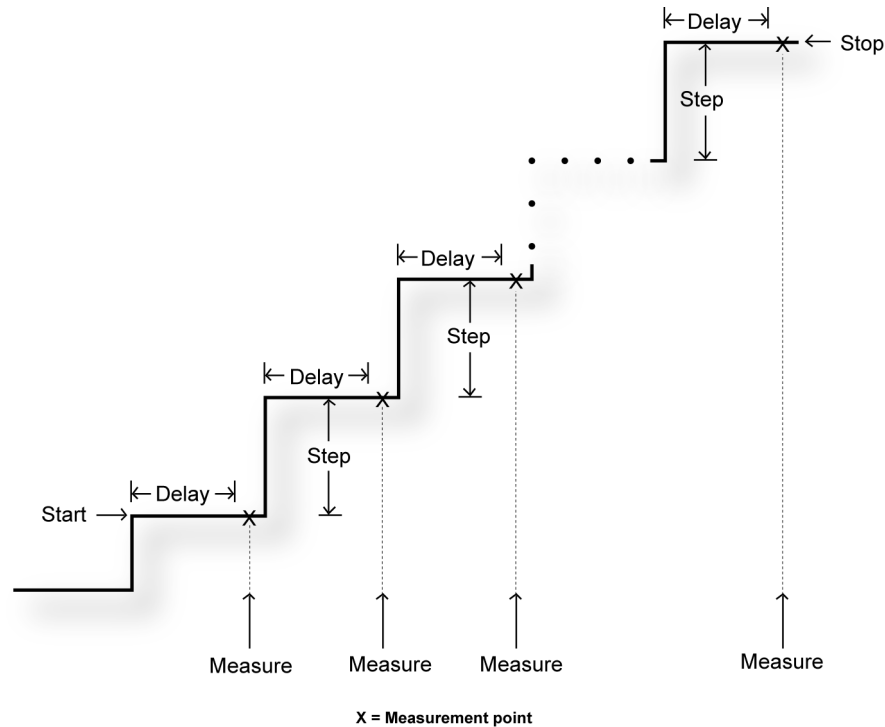 Delay
Stop
Step
Delay
Step
Delay
Step
Start
Delay
Measure
Measure
Measure
Measure
X
X
X
X
X = Measurement point